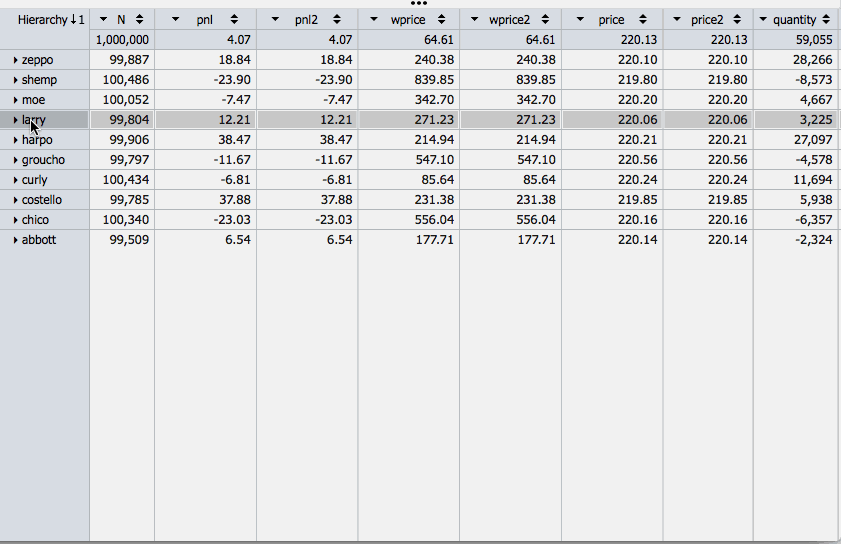 Hierarchy 1 N pnl pnl2 wprice wprice2 price price2 quantity
1,000,000 4.07 4.07 64.61 64.61 220.13 220.13 59,055
zeppo 99,887 18.84 18.84 240.38 240.38 220.10 220.10 28,266
shemp 100,486 -23.90 -23.90 839.85 839.85 219.80 219.80 -8,573
moe 100,052 -7.47 -7.47 342.70 342.70 220.20 220.20 4,667
larry 99,804 12.21 12.21 271.23 271.23 220.06 220.06 3,225
harpo 99,906 38.47 38.47 214.94 214.94 220.21 220.21 27,097
groucho 99,797 -11.67 -11.67 547.10 547.10 220.56 220.56 -4,578
curly 100,434 -6.81 -6.81 85.64 85.64 220.24 220.24 11,694
costello 99,785 37.88 37.88 231.38 231.38 219.85 219.85 5,938
chico 100,340 -23.03 -23.03 556.04 556.04 220.16 220.16 -6,357
abbott 99,509 6.54 6.54 177.71 177.71 220.14 220.14 -2,324